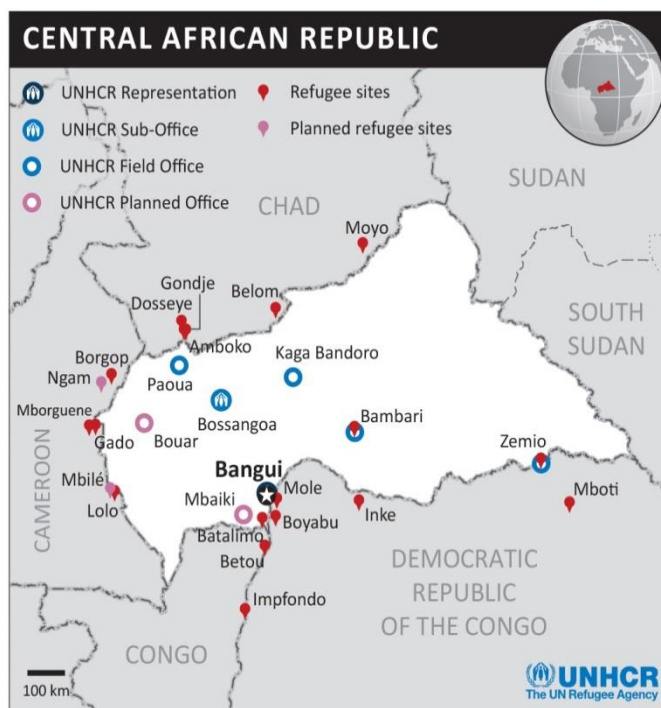 CENTRAL AFRICAN REPUBLIC
UNHCR Representation
UNHCR Sub-Office
UNHCR Field Office
UNHCR Planned Office
Refugee sites
Planned refugee sites
SUDAN
CHAD
Moyo
Gondje
Dosseye
Belom
SOUTH
SUDAN
Amboko
Borgop
Ngam
Paoua
Kaga Bandoro
Mborguene
Gado
Bouar
Bossangoa
Bambari
Zemio
CAMEROON
Mbilé
Lolo
Bangui
Mbaiki
Mole
Inke
Mboti
Batalimo
Boyabu
Betou
DEMOCRATIC
REPUBLIC
OF THE CONGO
Impfondo
CONGO
100 km
UNHCR
The UN Refugee Agency